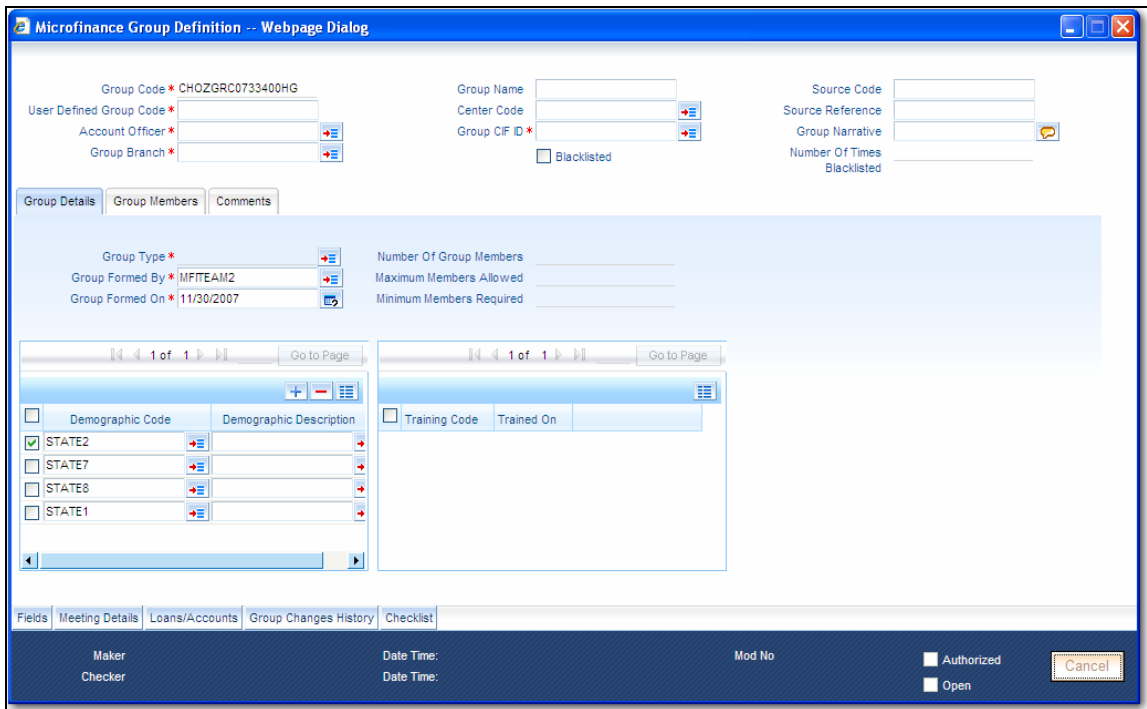 Microfinance Group Definition -- Webpage Dialog
Group Code * CHOZGRC0733400HG Group Name Source Code
User Defined Group Code * Center Code Source Reference
Account Officer * Group CIF ID * Group Narrative
Group Branch * Blacklisted Number Of Times
Blacklisted
Group Details Group Members Comments
Group Type * Number Of Group Members
Group Formed By * MFITEAM2 Maximum Members Allowed
Group Formed On * 11/30/2007 Minimum Members Required
1 of 1 Go to Page 1 of 1 Go to Page
Demographic Code Demographic Description Training Code Trained On
STATE2
STATE7
STATE8
STATE1
Fields Meeting Details Loans/Accounts Group Changes History Checklist
Maker Date Time: Mod No Authorized Cancel
Checker Date Time: Open